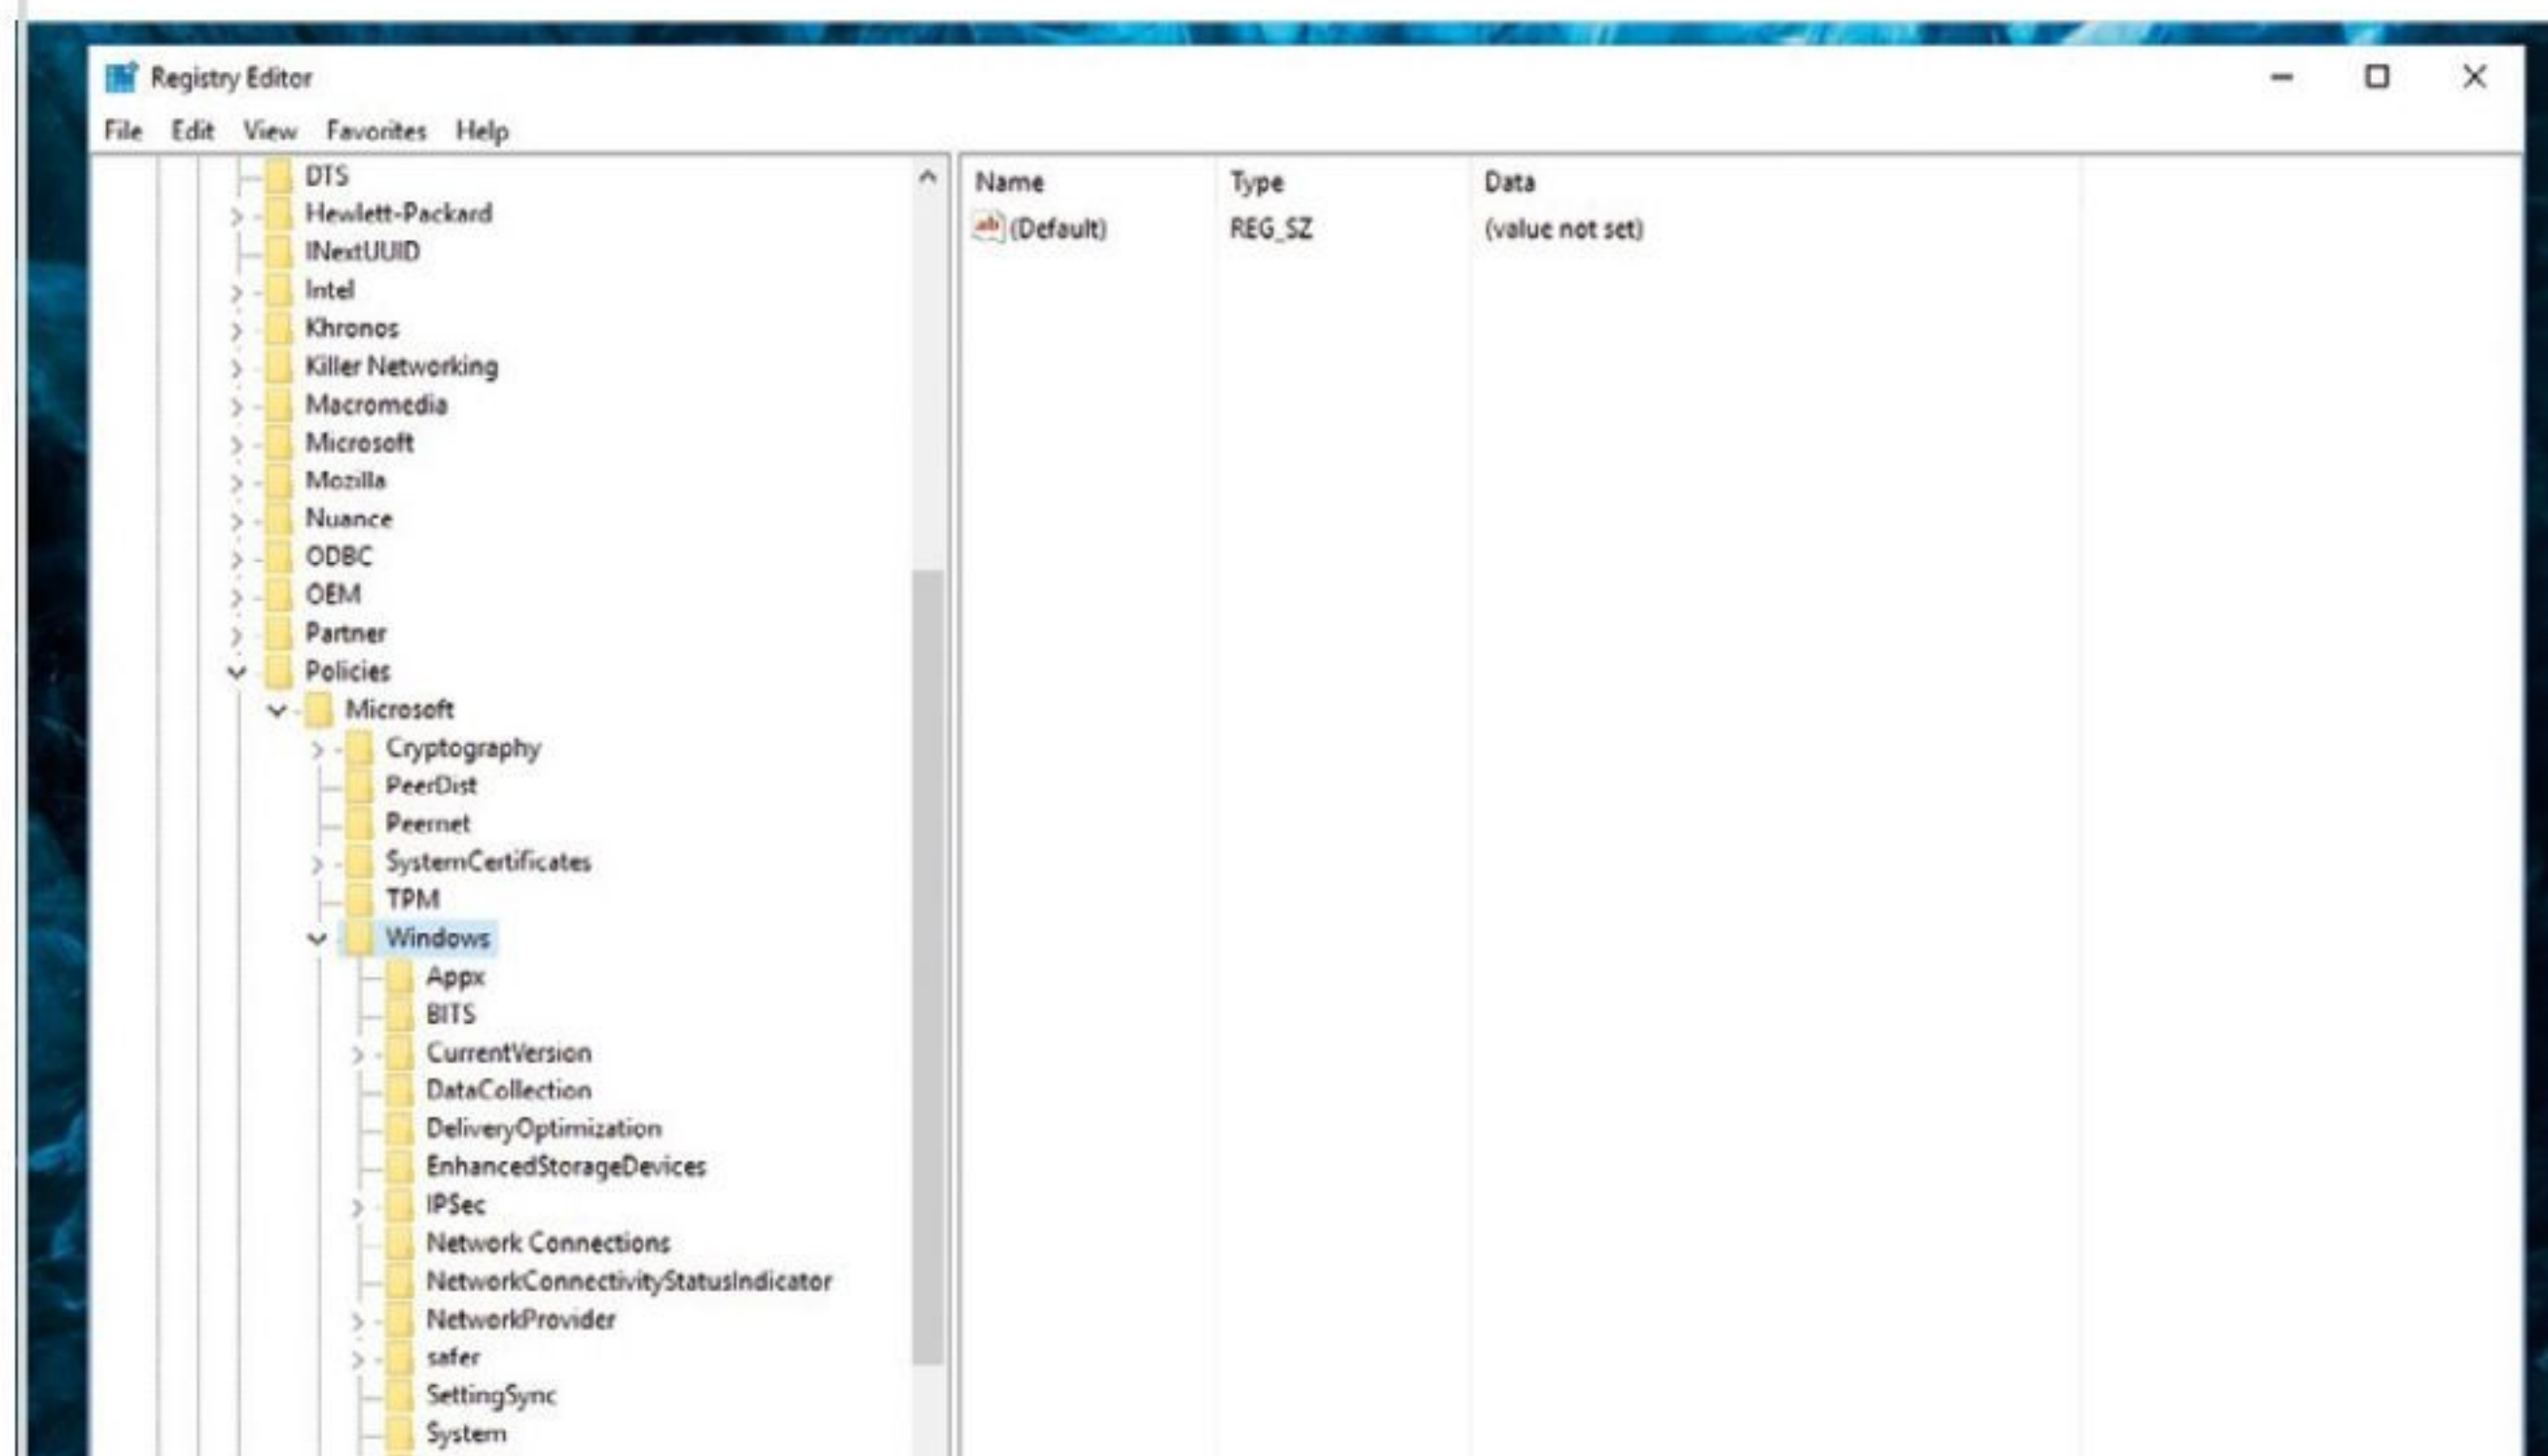 Registry Editor
File Edit View Favorites Help
DTS
Hewlett-Packard
INextUUID
Intel
Khronos
Killer Networking
Macromedia
Microsoft
Mozilla
Nuance
ODBC
OEM
Partner
Policies
Microsoft
Cryptography
PeerDist
Peernet
SystemCertificates
TPM
Windows
Appx
BITS
CurrentVersion
DataCollection
DeliveryOptimization
EnhancedStorageDevices
IPSec
Network Connections
NetworkConnectivityStatusIndicator
NetworkProvider
safer
SettingSync
System
Name Type Data
ab (Default) REG_SZ (value not set)